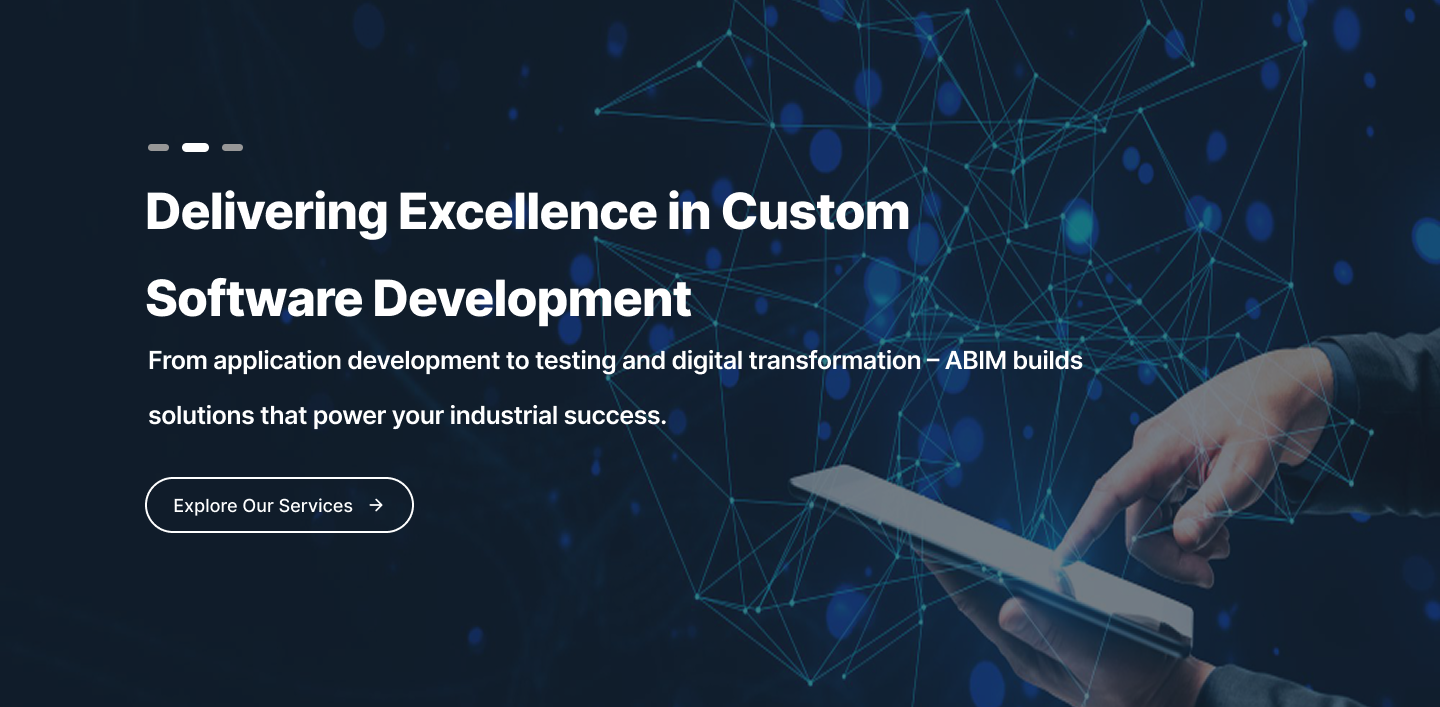 Delivering Excellence in Custom
Software Development
From application development to testing and digital transformation – ABIM builds
solutions that power your industrial success.
Explore Our Services →